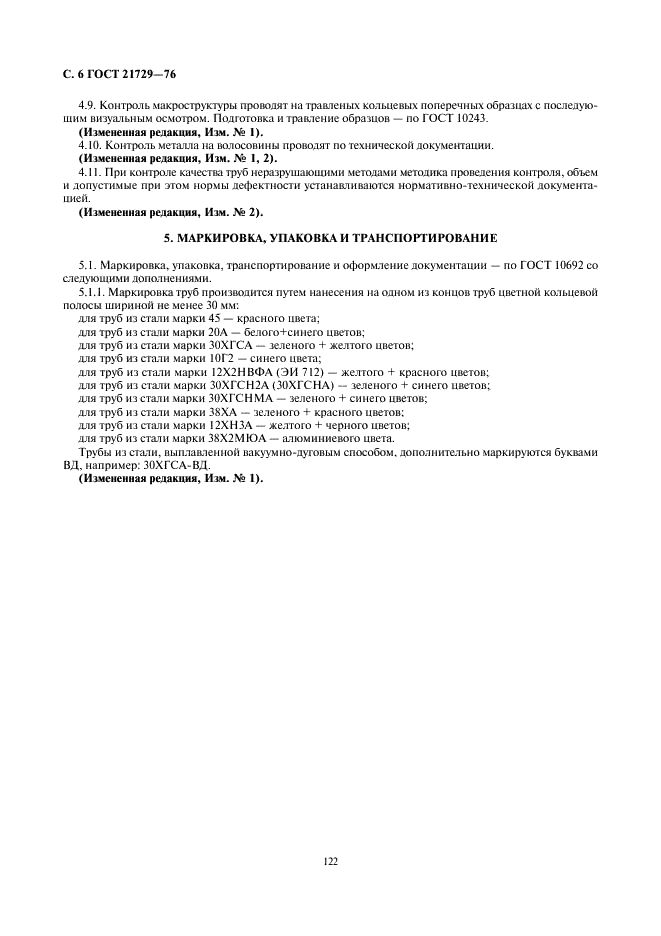 С. 6 ГОСТ 21729—76
4.9. Контроль макроструктуры проводят на травленых кольцевых поперечных образцах с последую-
щим визуальным осмотром. Подготовка и травление образцов — по ГОСТ 10243.
(Измененная редакция, Изм. № 1).
4.10. Контроль металла на волосовины проводят по технической документации.
(Измененная редакция, Изм. № 1, 2).
4.11. При контроле качества труб неразрушающими методами методика проведения контроля, объем
и допустимые при этом нормы дефектности устанавливаются нормативно-технической документа-
цией.
(Измененная редакция, Изм. № 2).
5. МАРКИРОВКА, УПАКОВКА И ТРАНСПОРТИРОВАНИЕ
5.1. Маркировка, упаковка, транспортирование и оформление документации — по ГОСТ 10692 со
следующими дополнениями.
5.1.1. Маркировка труб производится путем нанесения на одном из концов труб цветной кольцевой
полосы шириной не менее 30 мм:
для труб из стали марки 45 — красного цвета;
для труб из стали марки 20А — белого+синего цветов;
для труб из стали марки 30ХГСА — зеленого + желтого цветов;
для труб из стали марки 10Г2 — синего цвета;
для труб из стали марки 12Х2НВФА (ЭИ 712) — желтого + красного цветов;
для труб из стали марки 30ХГСН2А (30ХГСНА) — зеленого + синего цветов;
для труб из стали марки 30ХГСНМА — зеленого + синего цветов;
для труб из стали марки 38ХА — зеленого + красного цветов;
для труб из стали марки 12ХН3А — желтого + черного цветов;
для труб из стали марки 38Х2МЮА — алюминиевого цвета.
Трубы из стали, выплавленной вакуумно-дуговым способом, дополнительно маркируются буквами
ВД, например: 30ХГСА-ВД.
(Измененная редакция, Изм. № 1).
122